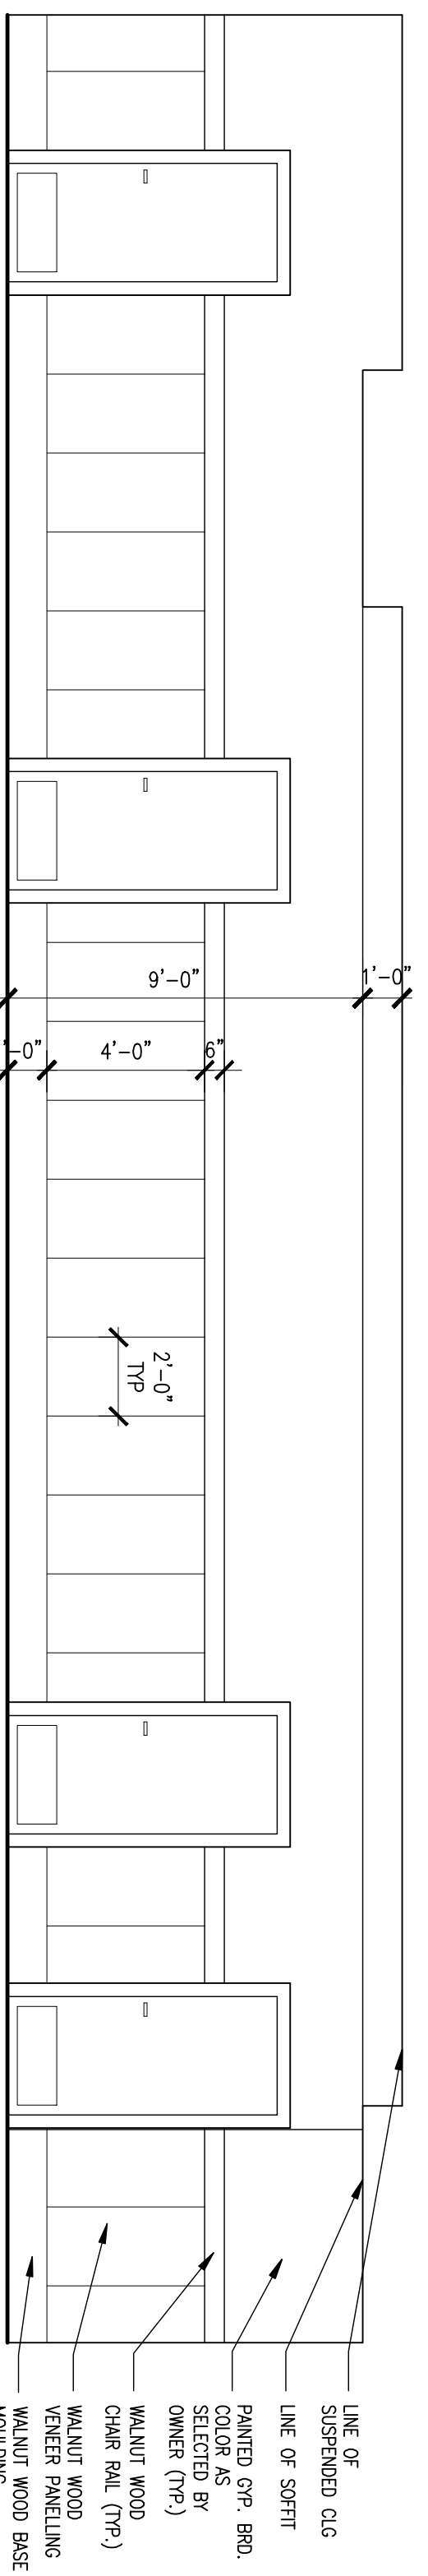 LINE OF
SUSPENDED CLG
LINE OF SOFFIT
PAINTED GYP. BRD.
COLOR AS
SELECTED BY
OWNER (TYP.)
WALNUT WOOD
CHAIR RAIL (TYP.)
WALNUT WOOD
VENEER PANELLING
WALNUT WOOD BASE
MOULDING
1'-0"
9'-0"
6"
4'-0"
'-0"
2'-0"
TYP